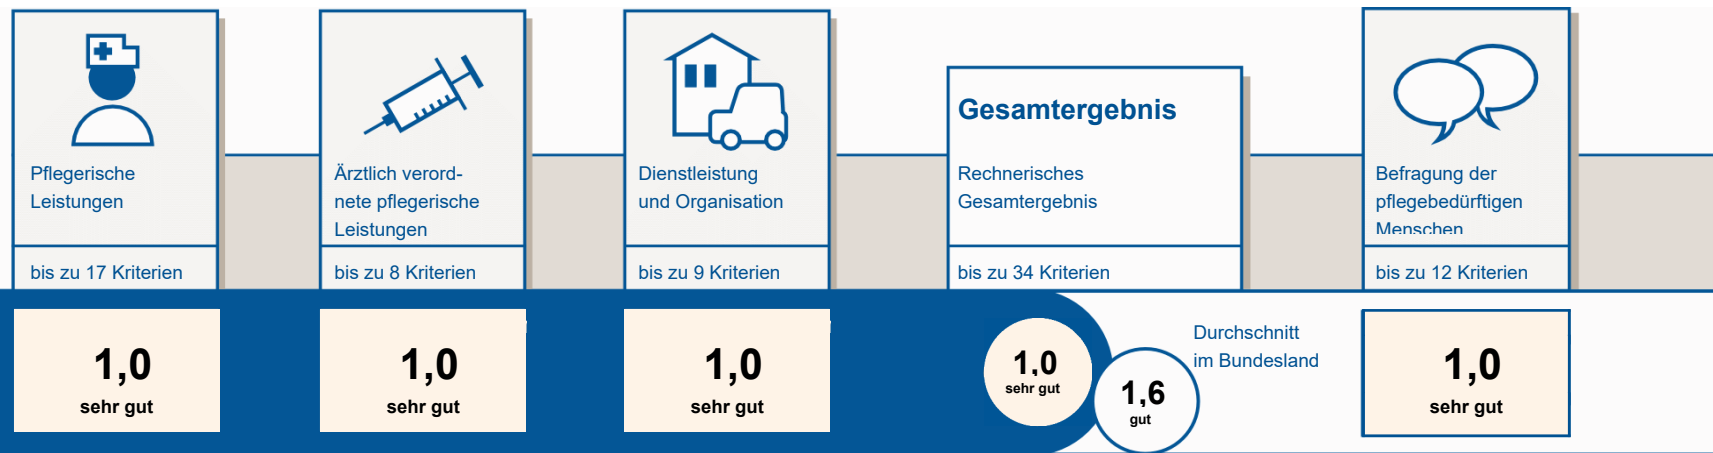 Pflegerische
Leistungen
bis zu 17 Kriterien
1,0
sehr gut
Ärztlich verord-
nete pflegerische
Leistungen
bis zu 8 Kriterien
1,0
sehr gut
Dienstleistung
und Organisation
bis zu 9 Kriterien
1,0
sehr gut
Gesamtergebnis
Rechnerisches
Gesamtergebnis
bis zu 34 Kriterien
1,0
sehr gut
1,6
gut
Durchschnitt
im Bundesland
Befragung der
pflegebedürftigen
Menschen
bis zu 12 Kriterien
1,0
sehr gut